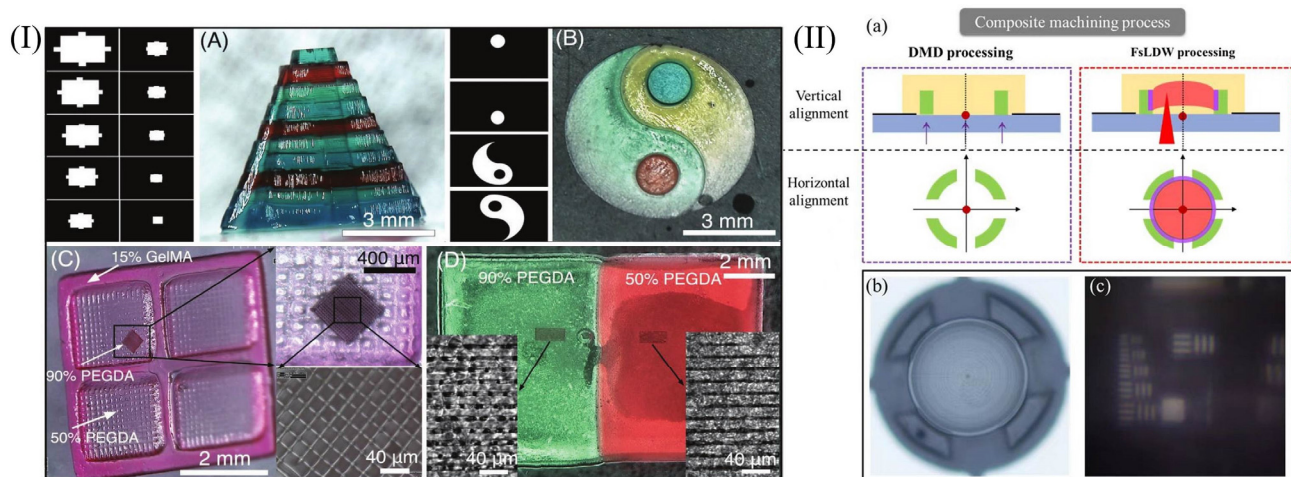 (I)
(A)
3 mm
(B)
3 mm
(C)
15% GelMA
90% PEGDA
50% PEGDA
2 mm
400 μm
40 μm
(D)
2 mm
90% PEGDA
50% PEGDA
40 μm
40 μm
(II)
(a)
Composite machining process
DMD processing
FsLDW processing
Vertical
alignment
Horizontal
alignment
(b)
(c)